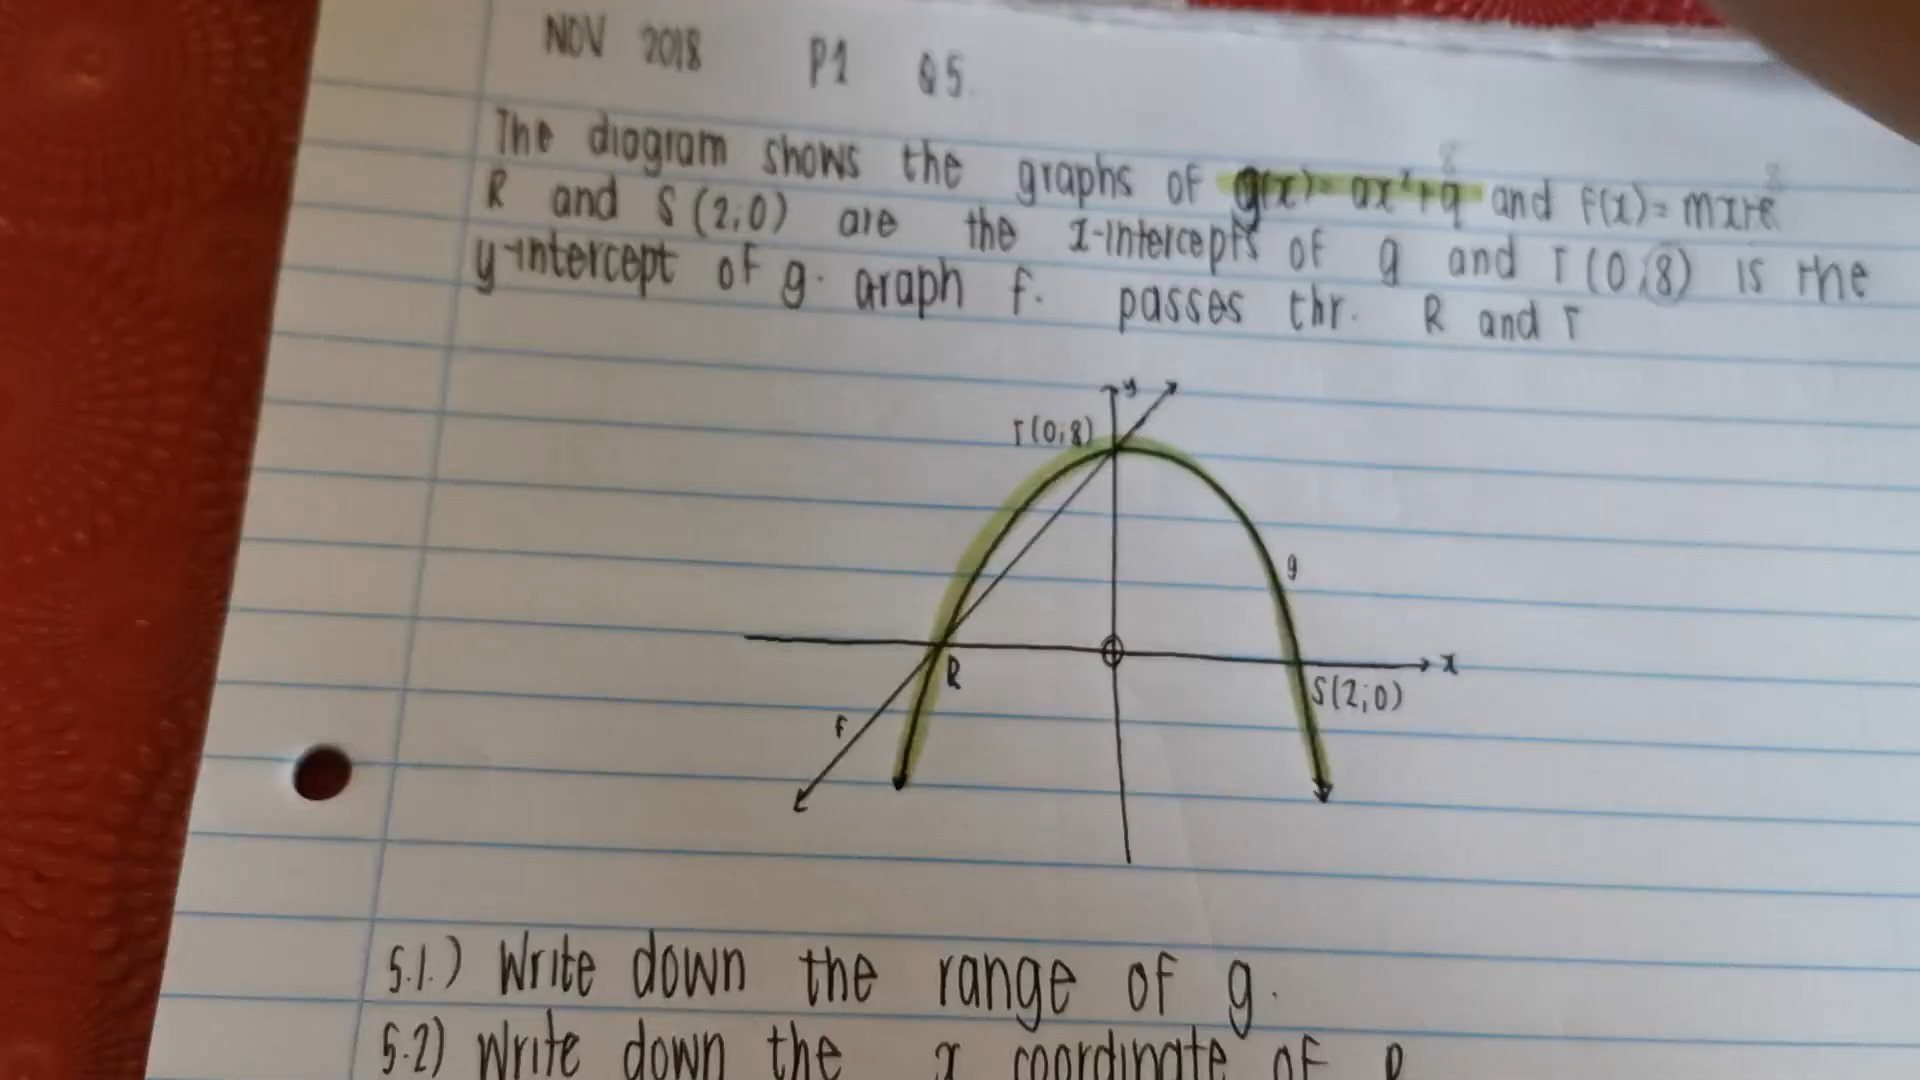 NOV 2018 P1 Q5.
The diagram shows the graphs of g(x)= ax²+q and f(x)= mx+c
R and S(2;0) are the x-intercepts of g and T(0;8) is the
y-intercept of g. Graph f. passes thr. R and T
y
T(0;8)
g
x
R
S(2;0)
f
5.1.) Write down the range of g.
5.2) Write down the x coordinate of R